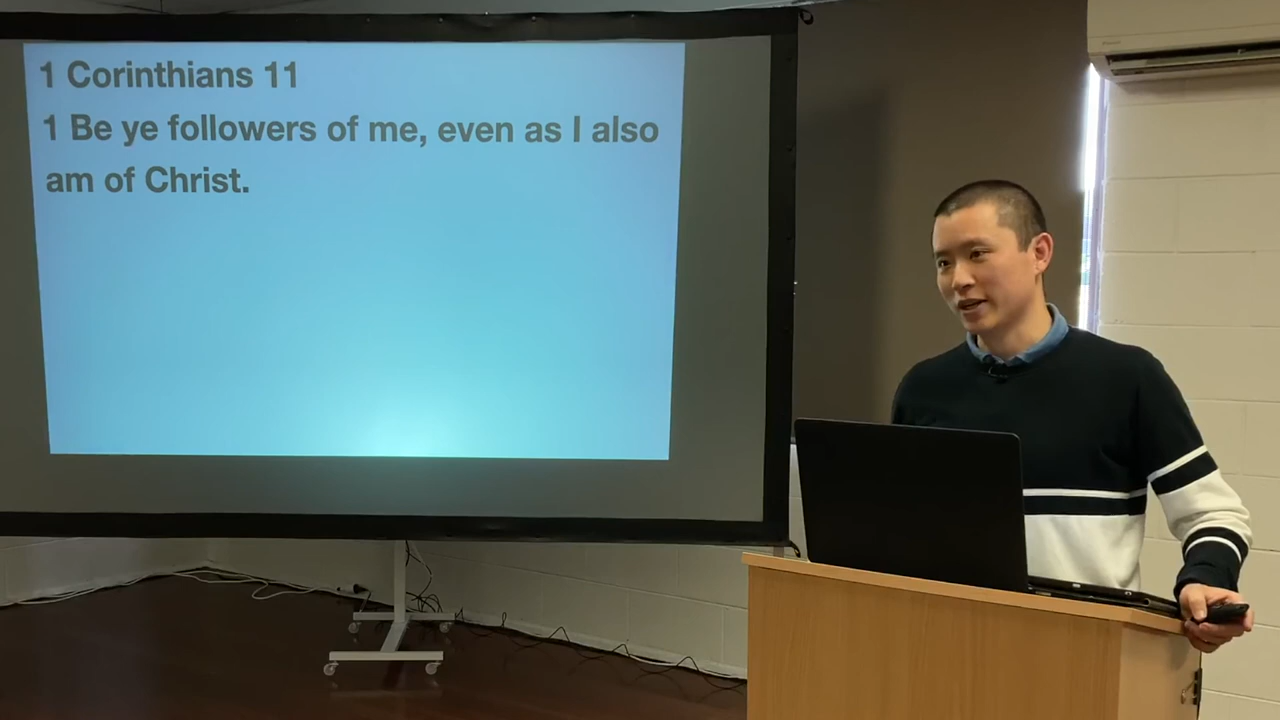 1 Corinthians 11
1 Be ye followers of me, even as I also
am of Christ.